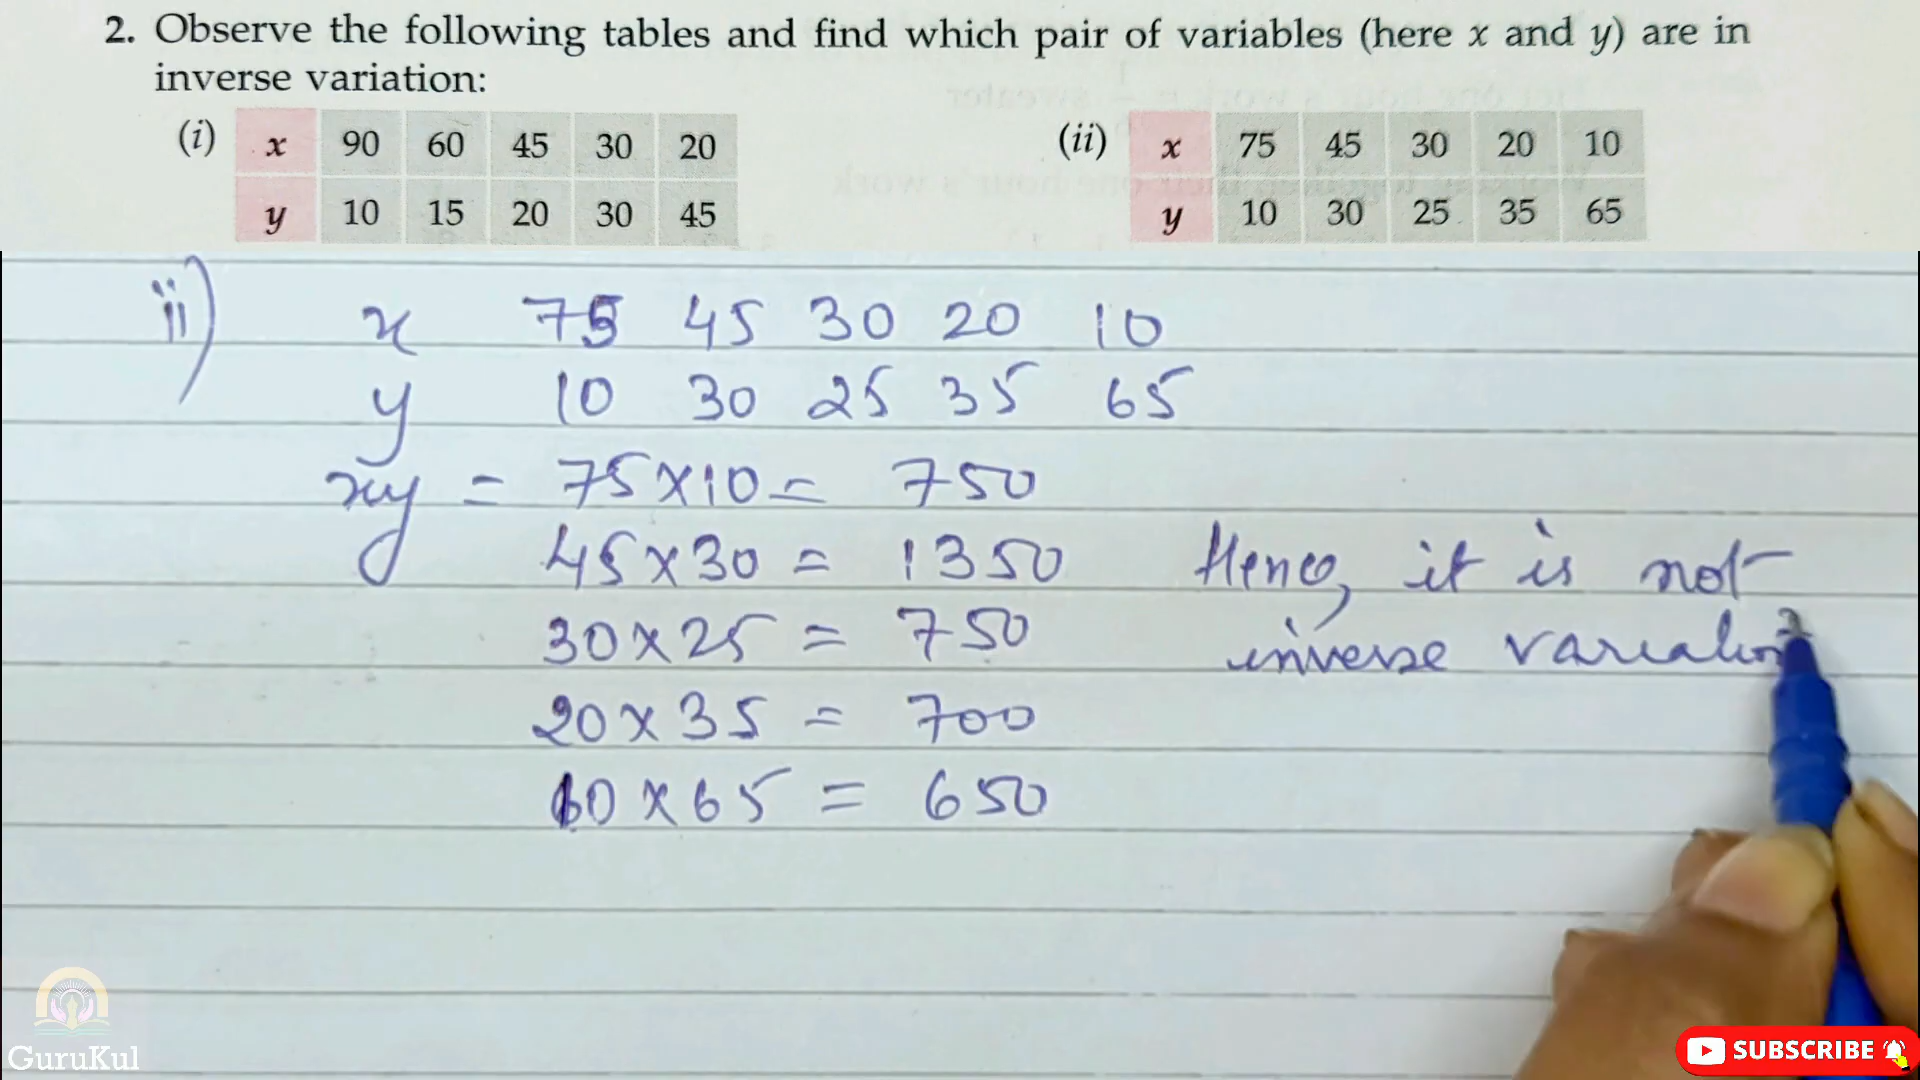 2. Observe the following tables and find which pair of variables (here x and y) are in
inverse variation:
(i) x 90 60 45 30 20
y 10 15 20 30 45
(ii) x 75 45 30 20 10
y 10 30 25 35 65
ii) x 75 45 30 20 10
y 10 30 25 35 65
xy = 75×10 = 750
45×30 = 1350
30×25 = 750
20×35 = 700
10×65 = 650
Hence, it is not
inverse variation
GuruKul
SUBSCRIBE